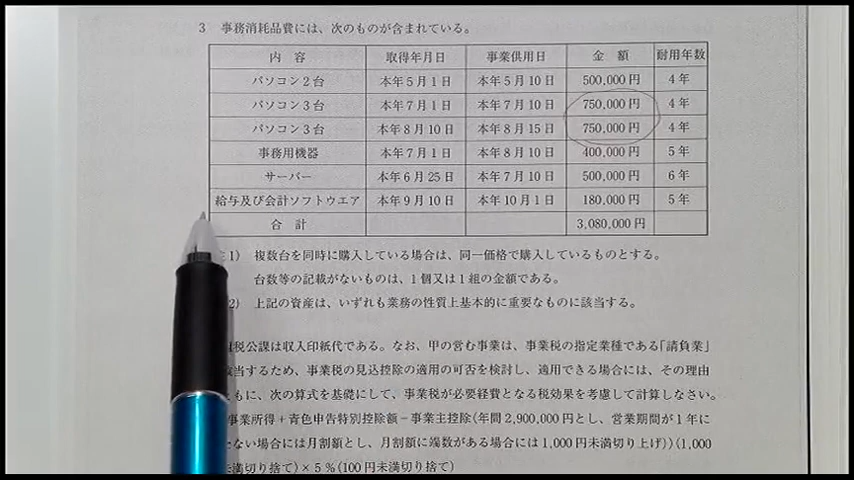 3 事務消耗品費には、次のものが含まれている。
内 容 取得年月日 事業供用日 金 額 耐用年数
パソコン2台 本年5月1日 本年5月10日 500,000円 4年
パソコン3台 本年7月1日 本年7月10日 750,000円 4年
パソコン3台 本年8月10日 本年8月15日 750,000円 4年
事務用機器 本年7月1日 本年8月10日 400,000円 5年
サーバー 本年6月25日 本年7月10日 500,000円 6年
給与及び会計ソフトウエア 本年9月10日 本年10月1日 180,000円 5年
合 計 3,080,000円
1) 複数台を同時に購入している場合は、同一価格で購入しているものとする。
台数等の記載がないものは、1個又は1組の金額である。
2) 上記の資産は、いずれも業務の性質上基本的に重要なものに該当する。
税公課は収入印紙代である。なお、甲の営む事業は、事業税の指定業種である「請負業」
当するため、事業税の見込控除の適用の可否を検討し、適用できる場合には、その理由
ともに、次の算式を基礎にして、事業税が必要経費となる税効果を考慮して計算しなさい。
事業所得+青色申告特別控除額-事業主控除(年間2,900,000円とし、営業期間が1年に
ない場合には月割額とし、月割額に端数がある場合には1,000円未満切り上げ))(1,000
未満切り捨て)×5%(100円未満切り捨て)